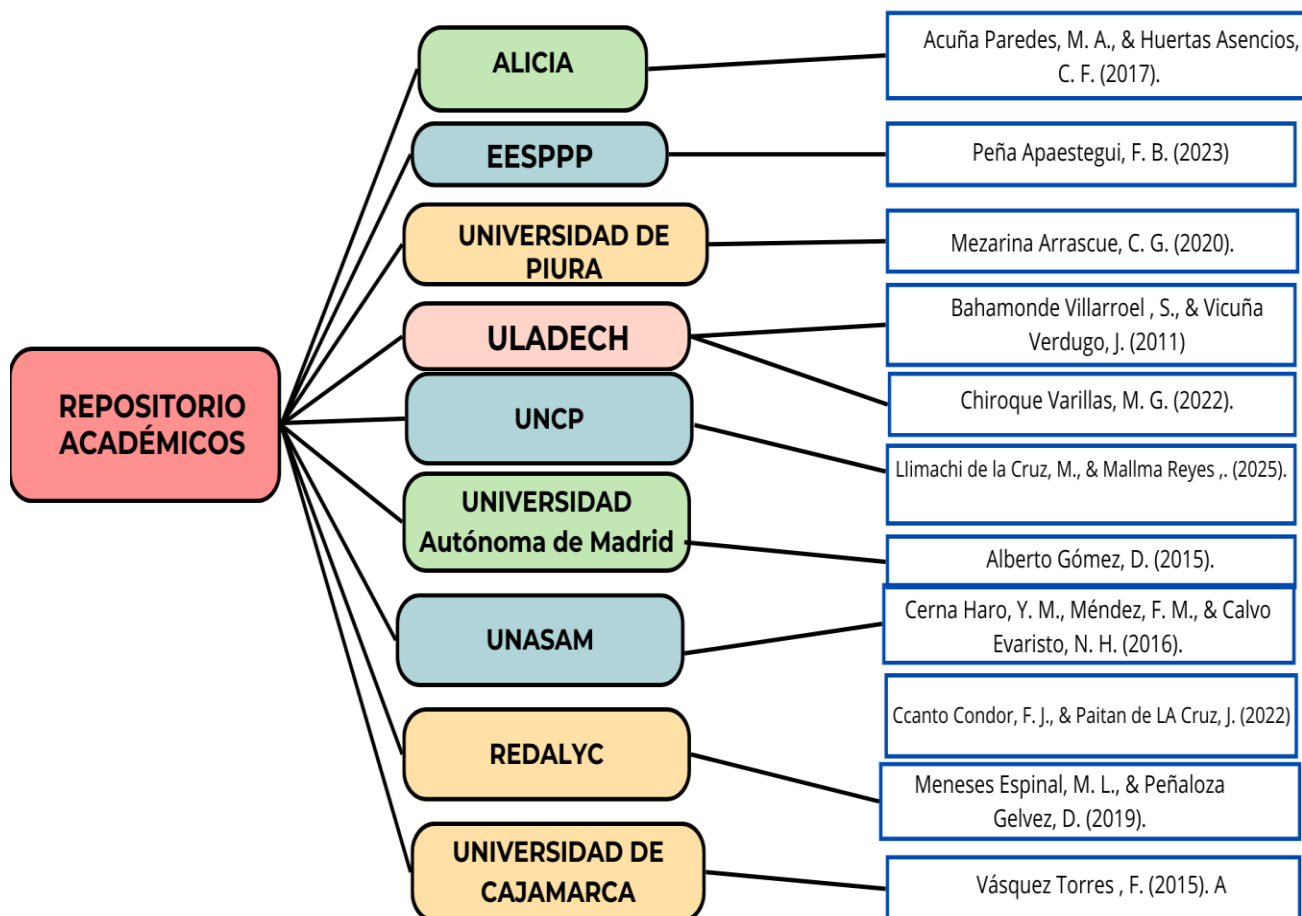 REPOSITORIO
ACADÉMICOS
ALICIA
EESPPP
UNIVERSIDAD DE
PIURA
ULADECH
UNCP
UNIVERSIDAD
Autónoma de Madrid
UNASAM
REDALYC
UNIVERSIDAD DE
CAJAMARCA
Acuña Paredes, M. A., & Huertas Asencios,
C. F. (2017).
Peña Apaestegui, F. B. (2023)
Mezarina Arrascue, C. G. (2020).
Bahamonde Villarroel , S., & Vicuña
Verdugo, J. (2011)
Chiroque Varillas, M. G. (2022).
Llimachi de la Cruz, M., & Mallma Reyes ,. (2025).
Alberto Gómez, D. (2015).
Cerna Haro, Y. M., Méndez, F. M., & Calvo
Evaristo, N. H. (2016).
Ccanto Condor, F. J., & Paitan de LA Cruz, J. (2022)
Meneses Espinal, M. L., & Peñaloza
Gelvez, D. (2019).
Vásquez Torres , F. (2015). A